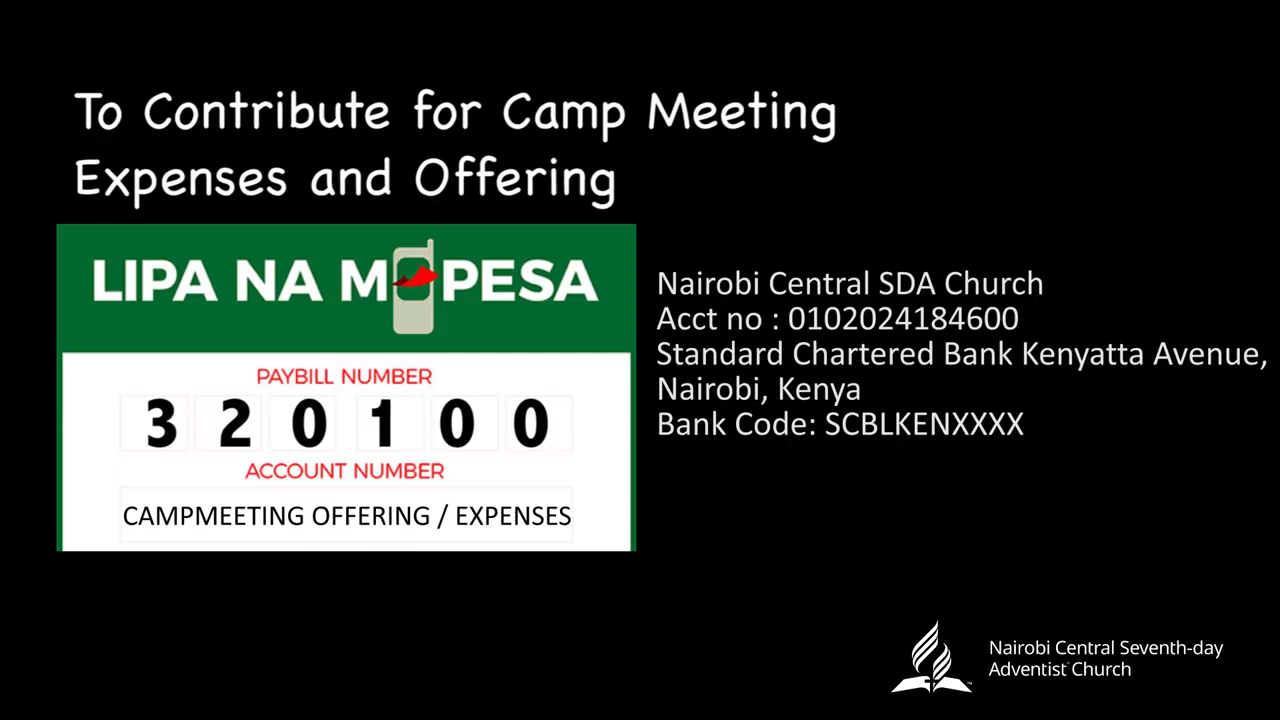 To Contribute for Camp Meeting
Expenses and Offering
LIPA NA M PESA
PAYBILL NUMBER
3 2 0 1 0 0
ACCOUNT NUMBER
CAMPMEETING OFFERING / EXPENSES
Nairobi Central SDA Church
Acct no : 0102024184600
Standard Chartered Bank Kenyatta Avenue,
Nairobi, Kenya
Bank Code: SCBLKENXXXX
Nairobi Central Seventh-day
Adventist Church